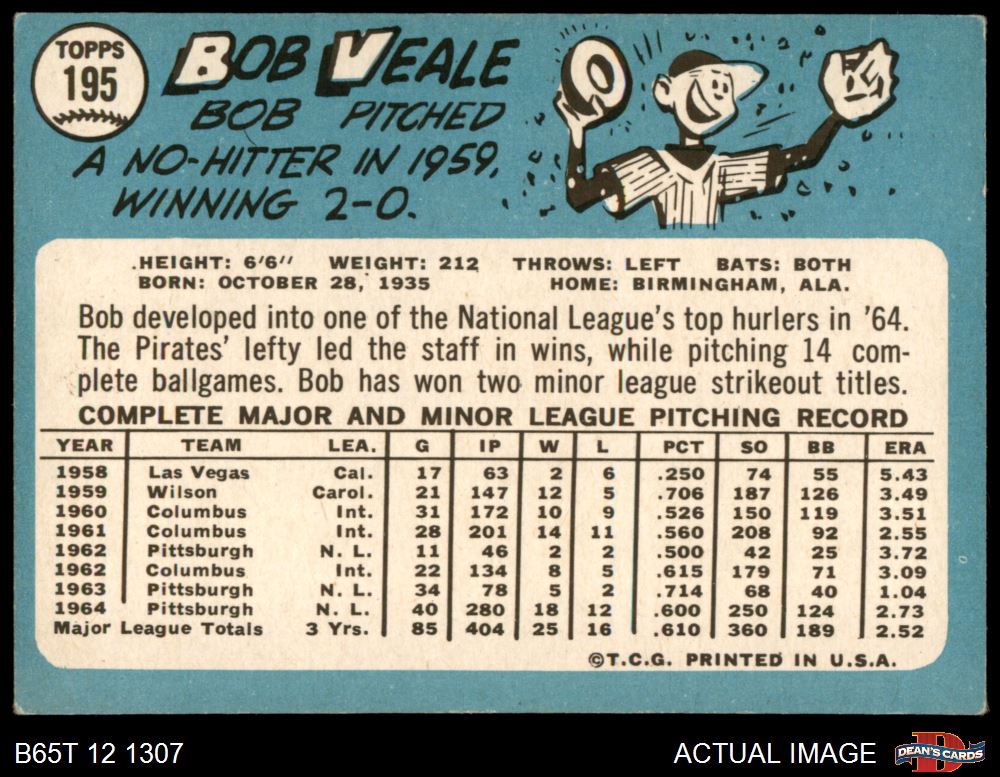 TOPPS
195
BOB VEALE
BOB PITCHED
A NO-HITTER IN 1959,
WINNING 2-0.
HEIGHT: 6'6" WEIGHT: 212 THROWS: LEFT BATS: BOTH
BORN: OCTOBER 28, 1935 HOME: BIRMINGHAM, ALA.
Bob developed into one of the National League's top hurlers in '64.
The Pirates' lefty led the staff in wins, while pitching 14 com-
plete ballgames. Bob has won two minor league strikeout titles.
COMPLETE MAJOR AND MINOR LEAGUE PITCHING RECORD
YEAR TEAM LEA. G IP W L PCT SO BB ERA
1958 Las Vegas Cal. 17 63 2 6 .250 74 55 5.43
1959 Wilson Carol. 21 147 12 5 .706 187 126 3.49
1960 Columbus Int. 31 172 10 9 .526 150 119 3.51
1961 Columbus Int. 28 201 14 11 .560 208 92 2.55
1962 Pittsburgh N. L. 11 46 2 2 .500 42 25 3.72
1962 Columbus Int. 22 134 8 5 .615 179 71 3.09
1963 Pittsburgh N. L. 34 78 5 2 .714 68 40 1.04
1964 Pittsburgh N. L. 40 280 18 12 .600 250 124 2.73
Major League Totals 3 Yrs. 85 404 25 16 .610 360 189 2.52
©T.C.G. PRINTED IN U.S.A.
B65T 12 1307 ACTUAL IMAGE DEAN'S CARDS